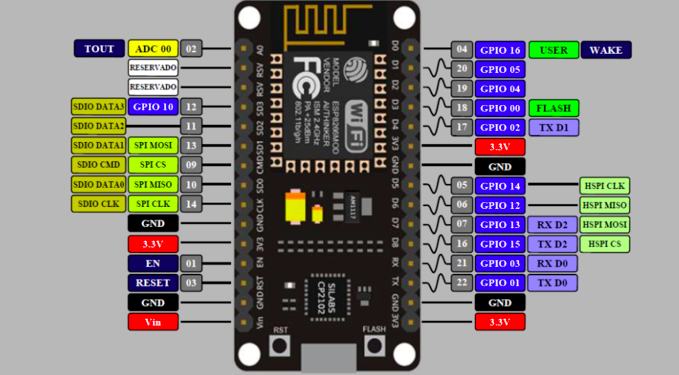 TOUT ADC 00 02 A0
RESERVADO RSV
RESERVADO RSV
SDIO DATA3 GPIO 10 12 SD3
SDIO DATA2 11 SD2
SDIO DATA1 SPI MOSI 13 SD1
SDIO CMD SPI CS 09 CMD
SDIO DATA0 SPI MISO 10 SD0
SDIO CLK SPI CLK 14 CLK
GND GND
3.3V 3V3
EN 01 EN
RESET 03 RST
GND GND
Vin Vin
MODEL
VENDOR
ESP8266MOD
AI/THINKER
ISM 2.4GHz
PA +25dBm
802.11b/g/n
FC
Wi Fi
AMS1117
SILABS
CP2102
RST
FLASH
D0 04 GPIO 16 USER WAKE
D1 20 GPIO 05
D2 19 GPIO 04
D3 18 GPIO 00 FLASH
D4 17 GPIO 02 TX D1
3V3 3.3V
GND GND
D5 05 GPIO 14 HSPI CLK
D6 06 GPIO 12 HSPI MISO
D7 07 GPIO 13 RX D2 HSPI MOSI
D8 16 GPIO 15 TX D2 HSPI CS
RX 21 GPIO 03 RX D0
TX 22 GPIO 01 TX D0
GND GND
3V3 3.3V